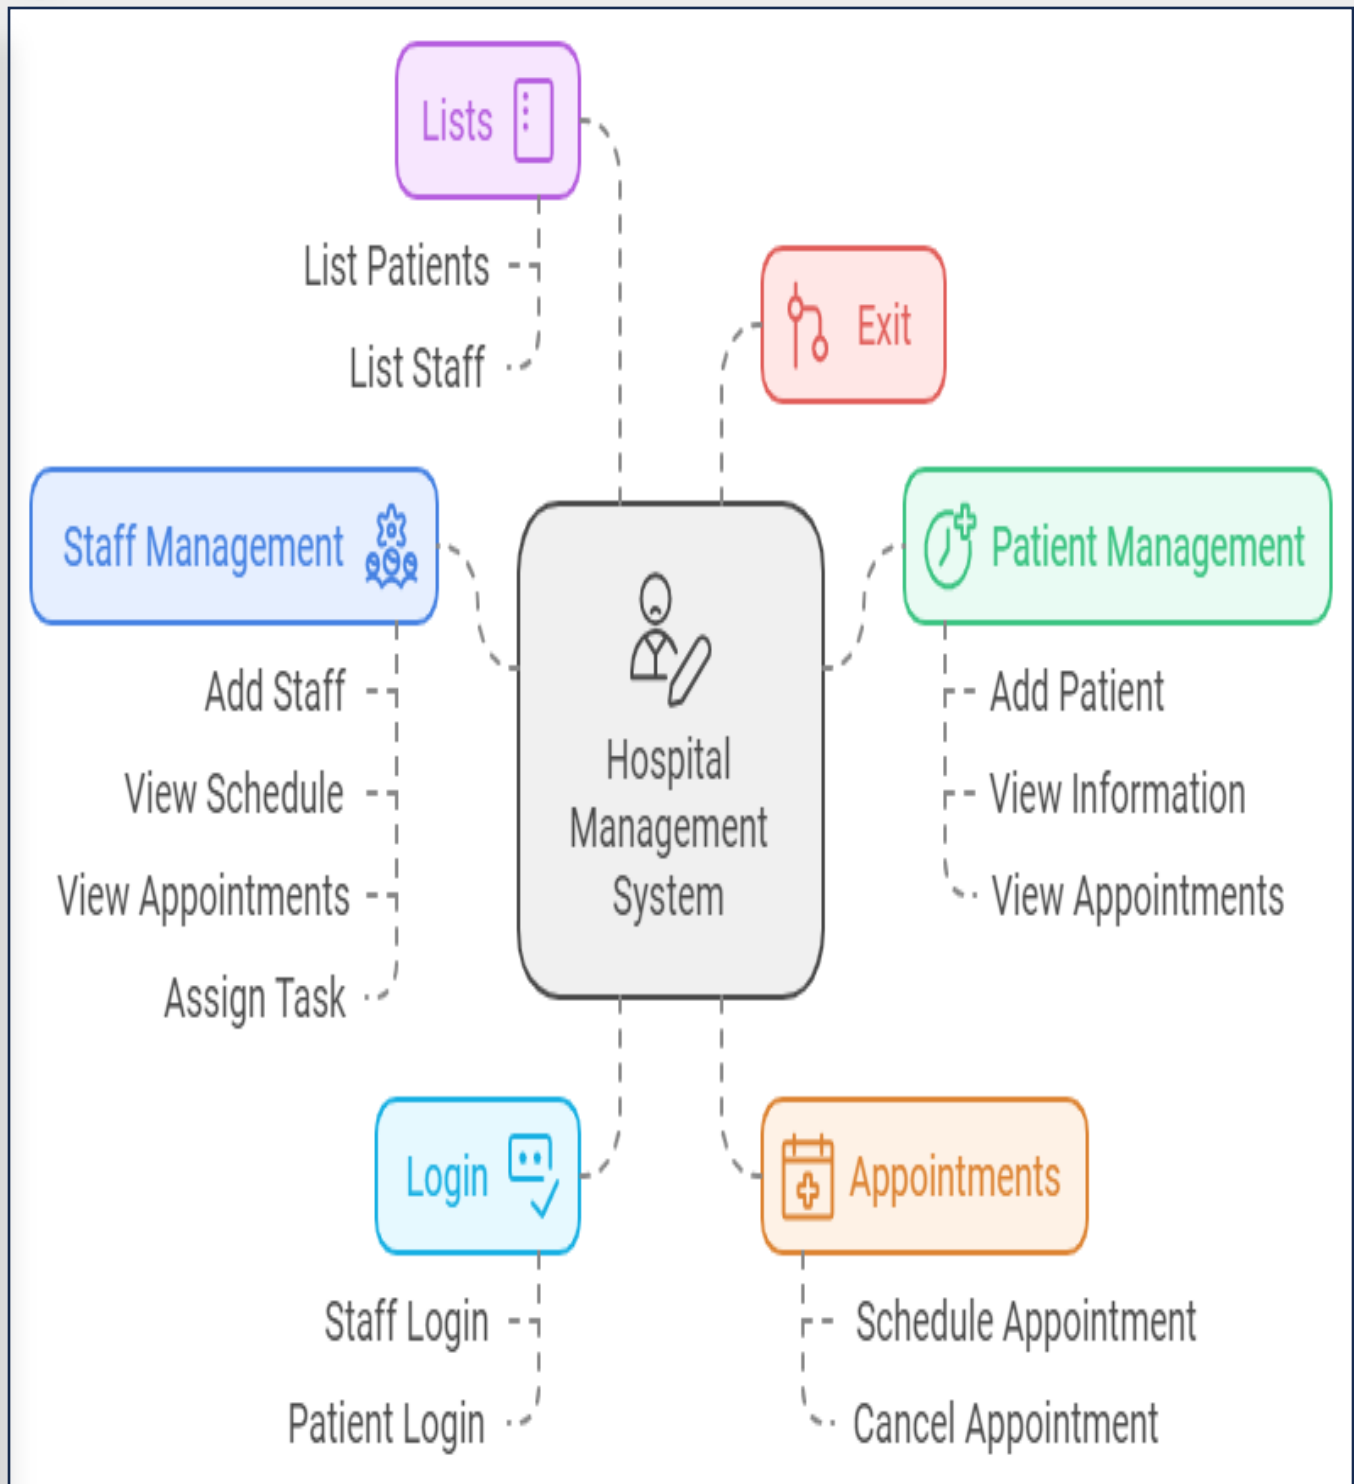 Lists
List Patients
List Staff
Exit
Staff Management
Add Staff
View Schedule
View Appointments
Assign Task
Hospital
Management
System
Patient Management
Add Patient
View Information
View Appointments
Login
Staff Login
Patient Login
Appointments
Schedule Appointment
Cancel Appointment